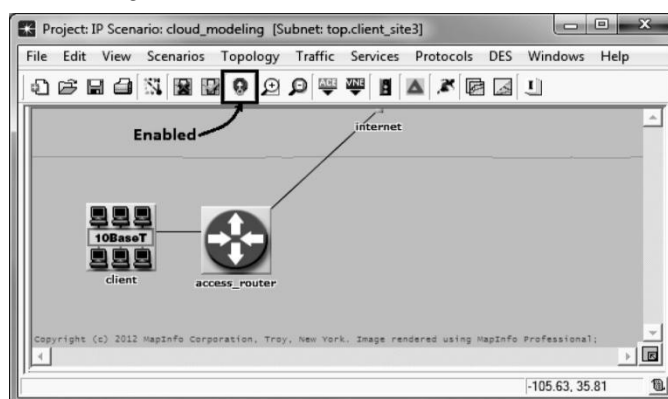 Project: IP Scenario: cloud_modeling [Subnet: top.client_site3]
File Edit View Scenarios Topology Traffic Services Protocols DES Windows Help
ACE VNE
Enabled
internet
10BaseT
client
access_router
Copyright (c) 2012 MapInfo Corporation, Troy, New York. Image rendered using MapInfo Professional;
-105.63, 35.81